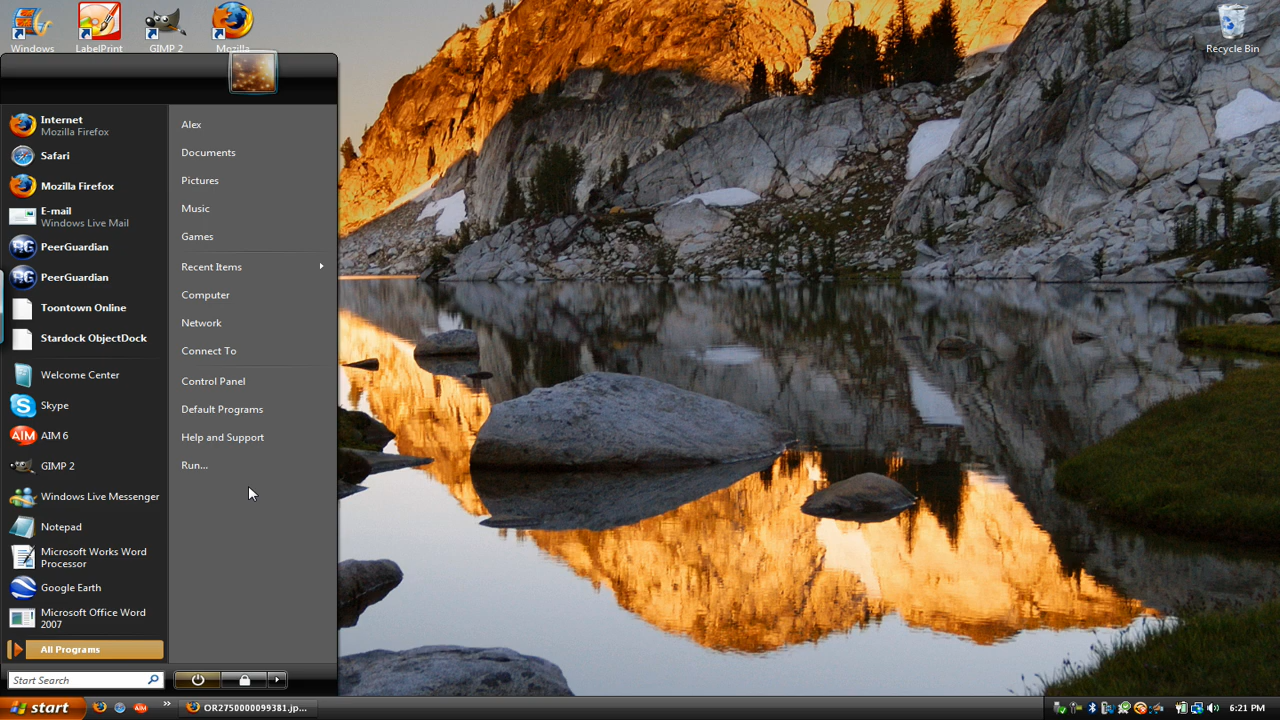 Windows
LabelPrint
GIMP 2
Mozilla
Recycle Bin
Internet
Mozilla Firefox
Safari
Mozilla Firefox
E-mail
Windows Live Mail
PeerGuardian
PeerGuardian
Toontown Online
Stardock ObjectDock
Welcome Center
Skype
AIM 6
GIMP 2
Windows Live Messenger
Notepad
Microsoft Works Word
Processor
Google Earth
Microsoft Office Word
2007
All Programs
Start Search
Alex
Documents
Pictures
Music
Games
Recent Items
Computer
Network
Connect To
Control Panel
Default Programs
Help and Support
Run...
start
OR2750000099381.jp...
6:21 PM